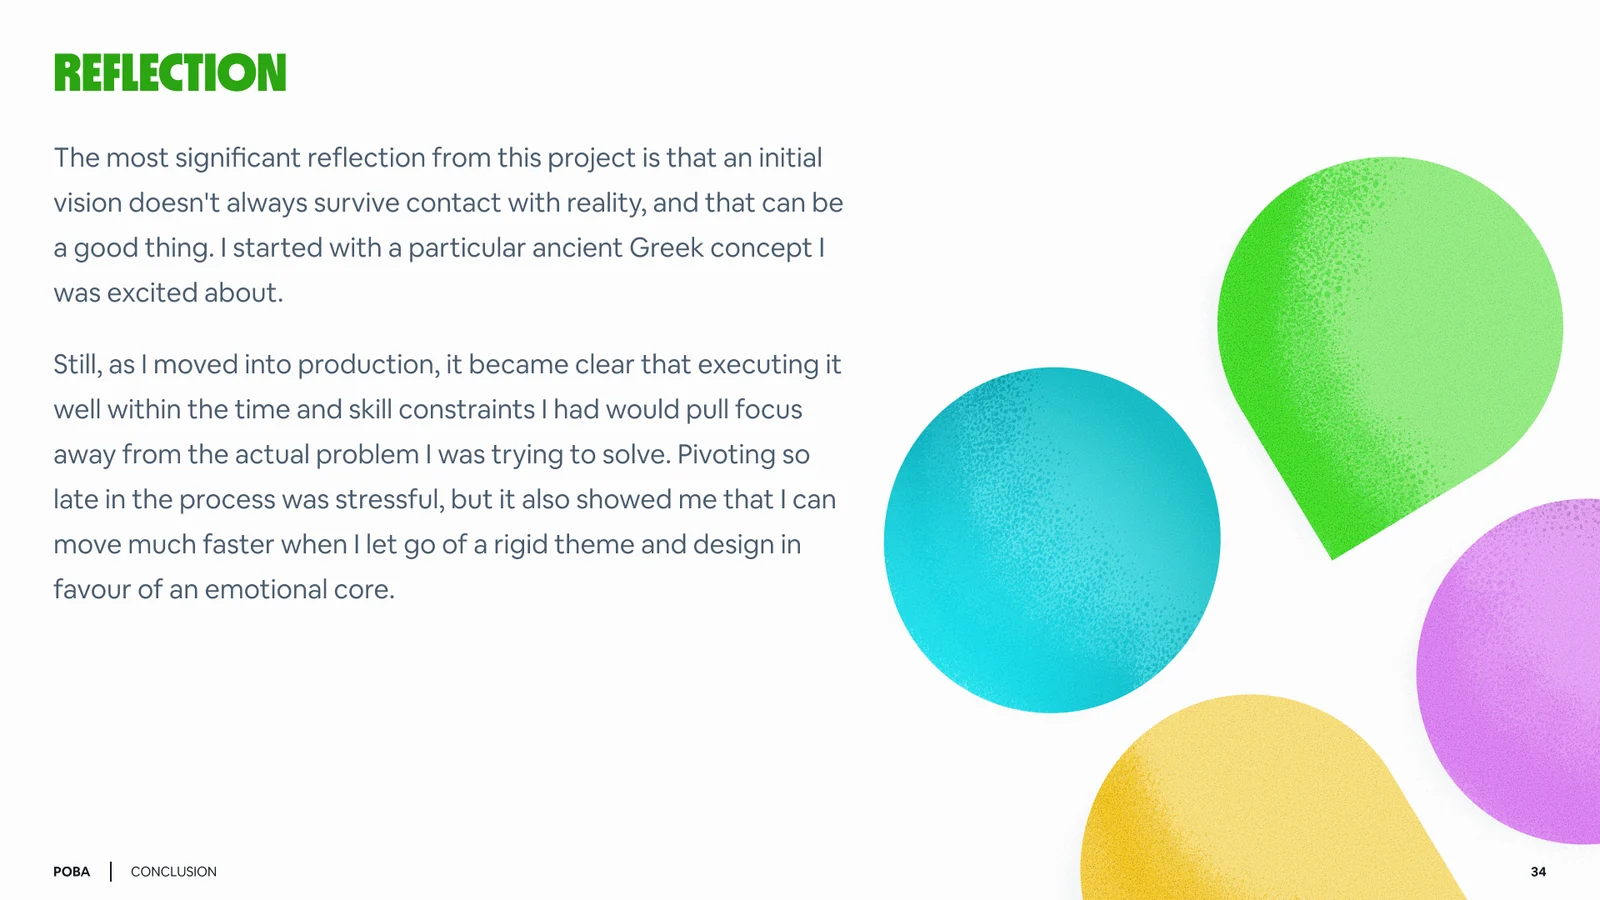 REFLECTION
The most significant reflection from this project is that an initial
vision doesn't always survive contact with reality, and that can be
a good thing. I started with a particular ancient Greek concept I
was excited about.
Still, as I moved into production, it became clear that executing it
well within the time and skill constraints I had would pull focus
away from the actual problem I was trying to solve. Pivoting so
late in the process was stressful, but it also showed me that I can
move much faster when I let go of a rigid theme and design in
favour of an emotional core.
POBA | CONCLUSION
34